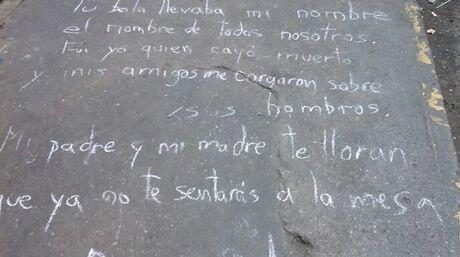 Tu bala llevaba mi nombre
el nombre de todos nosotros
Fui yo quien cayó muerto
y mis amigos me cargaron sobre
sus hombros
Mi padre y mi madre te lloran
que ya no te sentarás a la mesa